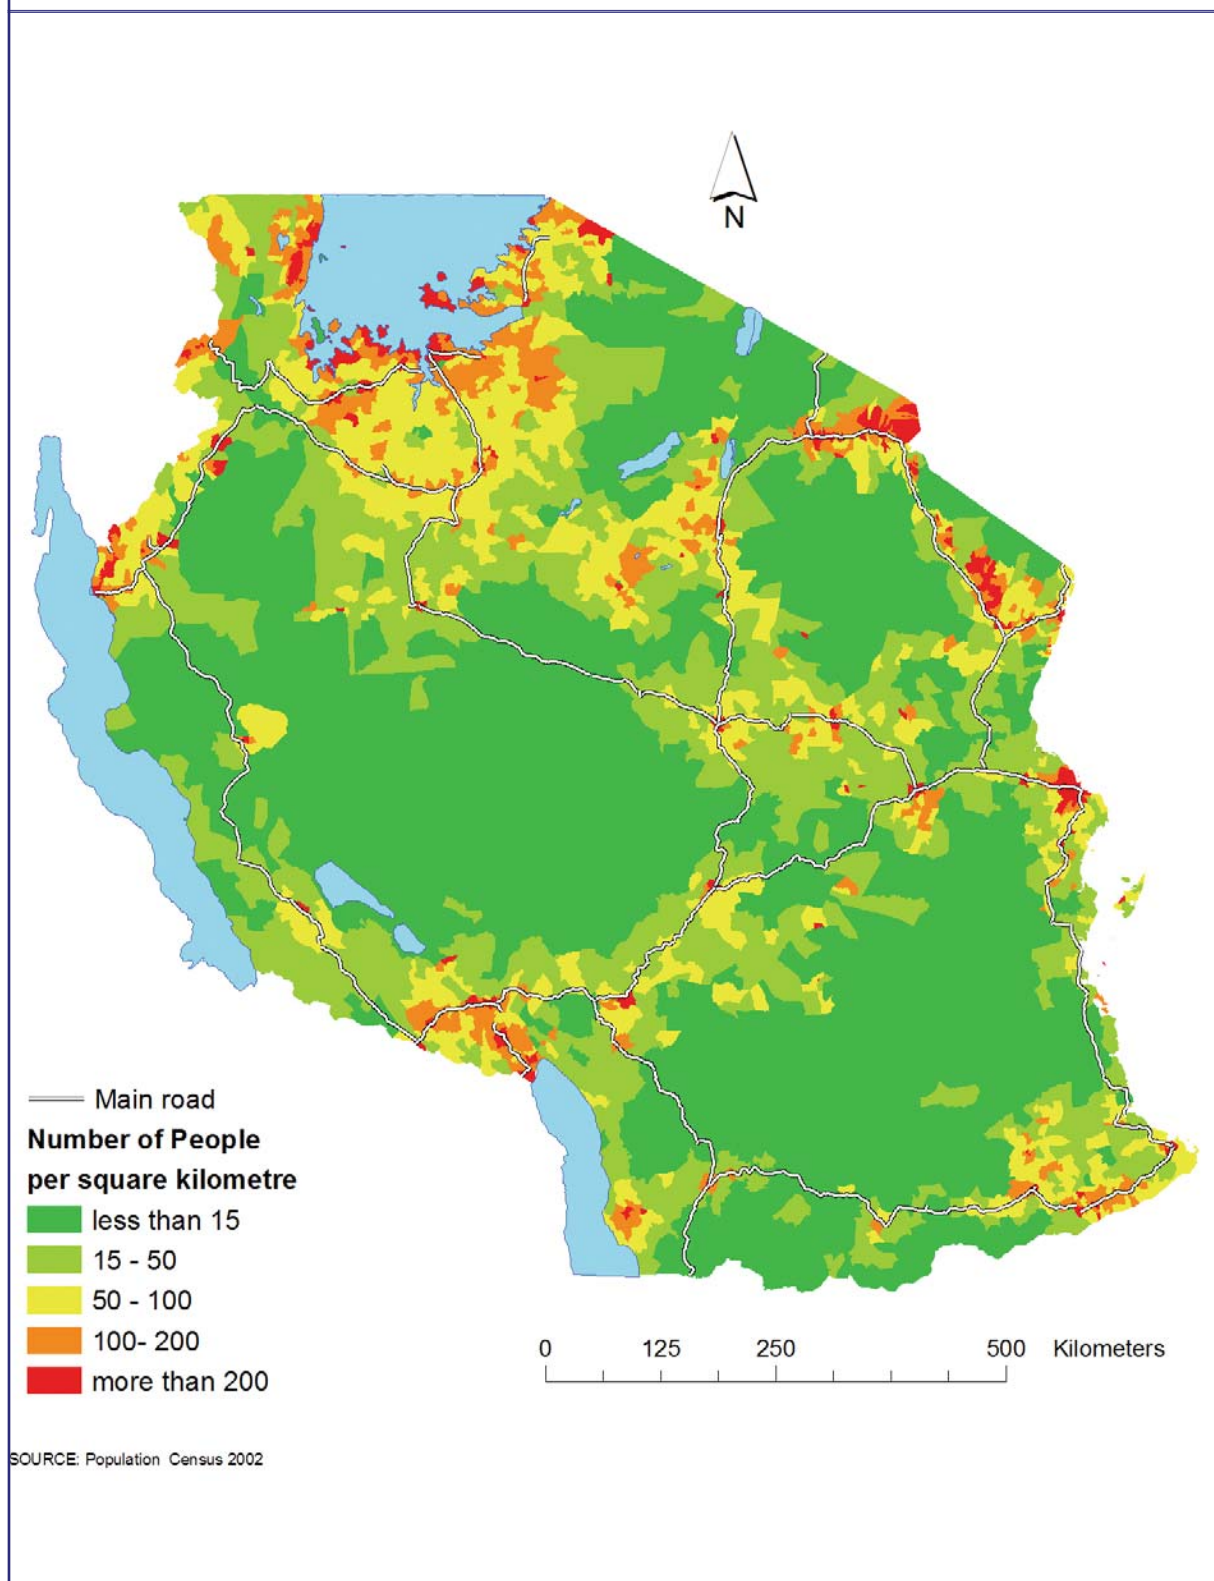 N
Main road
Number of People
per square kilometre
less than 15
15 - 50
50 - 100
100- 200
more than 200
0 125 250 500 Kilometers
SOURCE: Population Census 2002